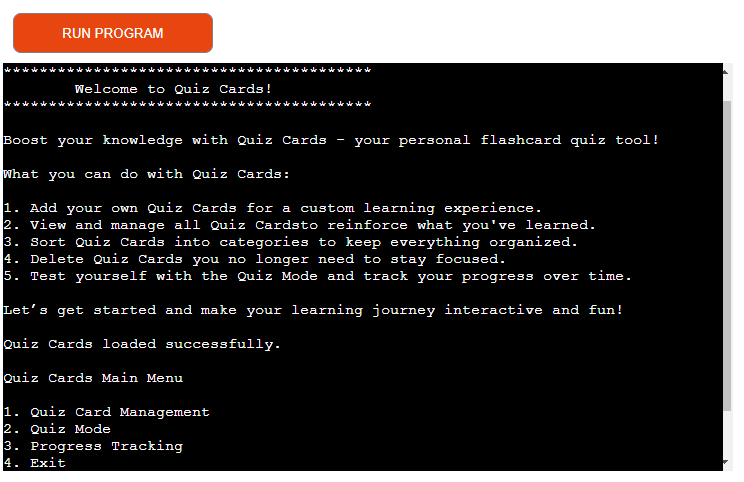 RUN PROGRAM
*****************************************
Welcome to Quiz Cards!
*****************************************
Boost your knowledge with Quiz Cards - your personal flashcard quiz tool!
What you can do with Quiz Cards:
1. Add your own Quiz Cards for a custom learning experience.
2. View and manage all Quiz Cardsto reinforce what you've learned.
3. Sort Quiz Cards into categories to keep everything organized.
4. Delete Quiz Cards you no longer need to stay focused.
5. Test yourself with the Quiz Mode and track your progress over time.
Let’s get started and make your learning journey interactive and fun!
Quiz Cards loaded successfully.
Quiz Cards Main Menu
1. Quiz Card Management
2. Quiz Mode
3. Progress Tracking
4. Exit